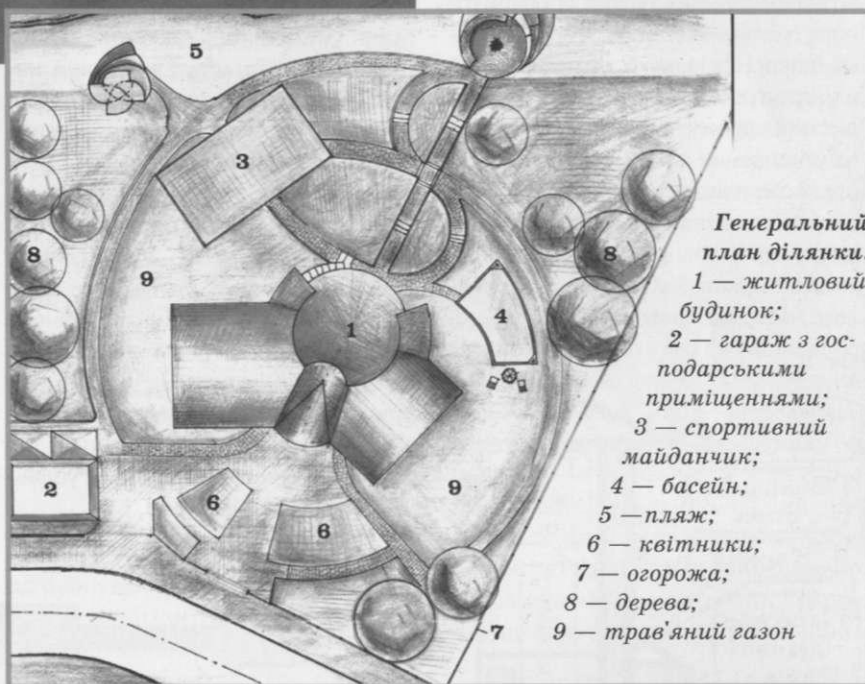 5
3
8
9
8
4
1
2
6
6
9
7
Генеральний
план ділянки.
1 — житловий
будинок;
2 — гараж з гос-
подарськими
приміщеннями;
3 — спортивний
майданчик;
4 — басейн;
5 —пляж;
6 — квітники;
7 — огорожа;
8 — дерева;
9 — трав'яний газон